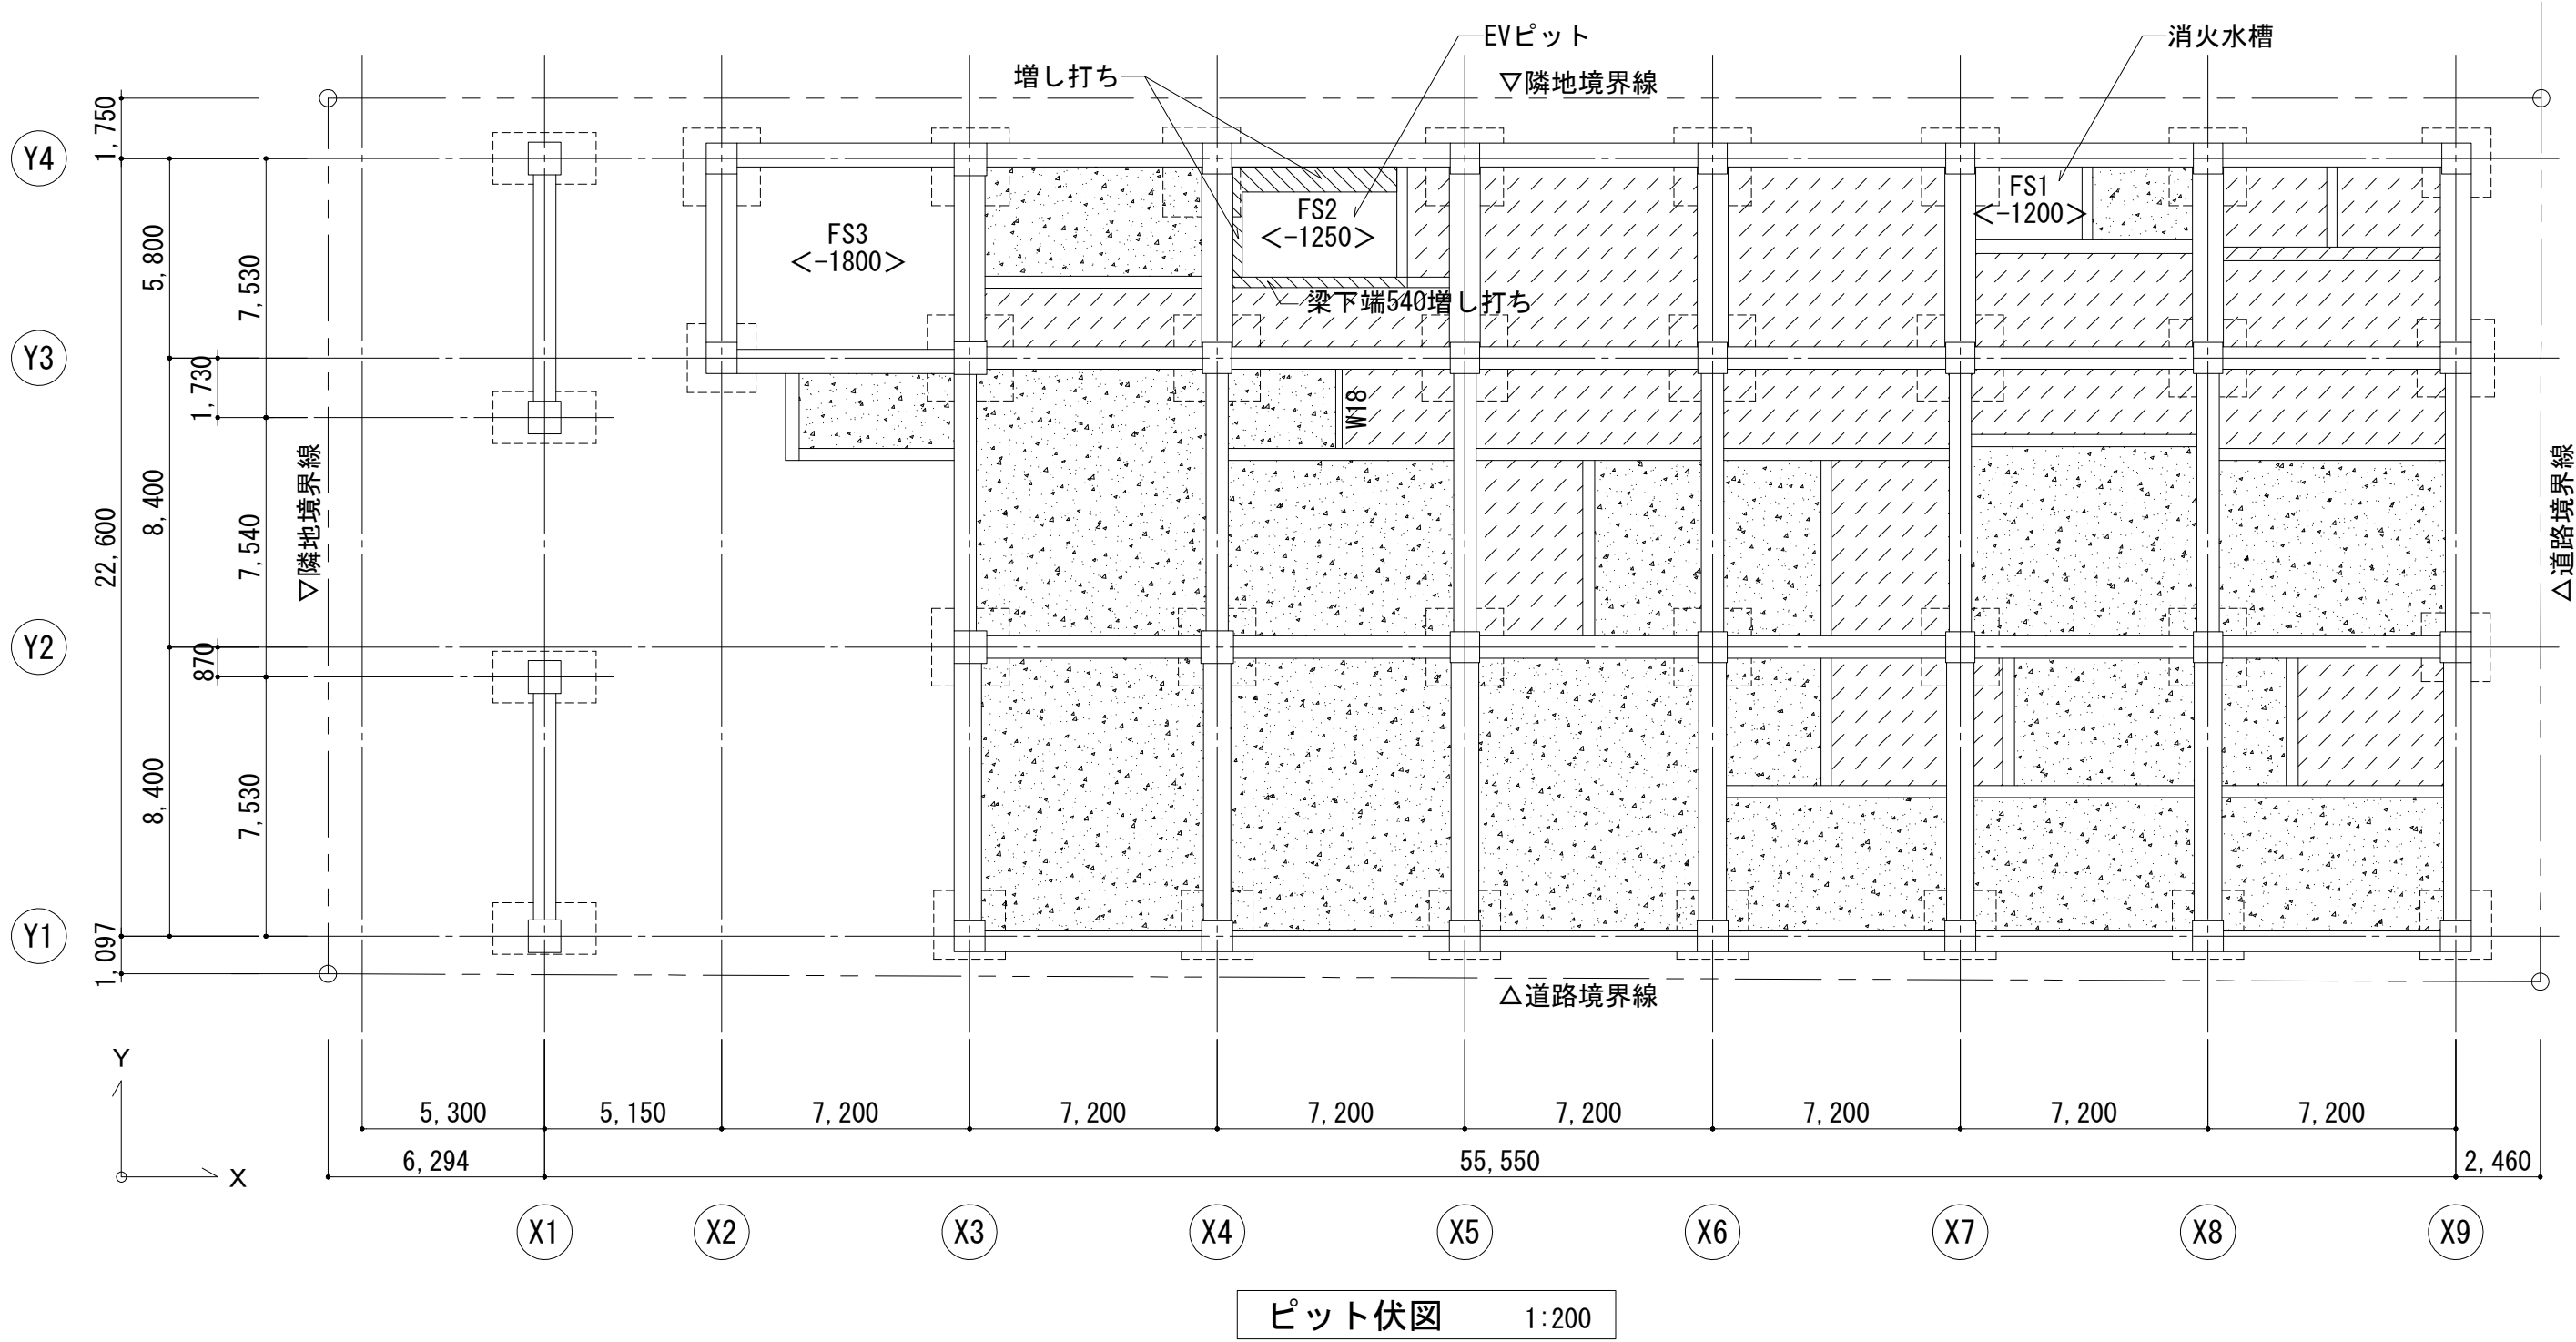 EVピット
消火水槽
増し打ち
▽隣地境界線
1,750
Y4
FS1
<-1200>
FS2
<-1250>
FS3
<-1800>
5,800
7,530
梁下端540増し打ち
Y3
1,730
W18
▽隣地境界線
△道路境界線
8,400
22,600
7,540
Y2
870
8,400
7,530
Y1
1,097
△道路境界線
Y
X
5,300
5,150
7,200
7,200
7,200
7,200
7,200
7,200
7,200
6,294
55,550
2,460
X1
X2
X3
X4
X5
X6
X7
X8
X9
ピット伏図 1:200